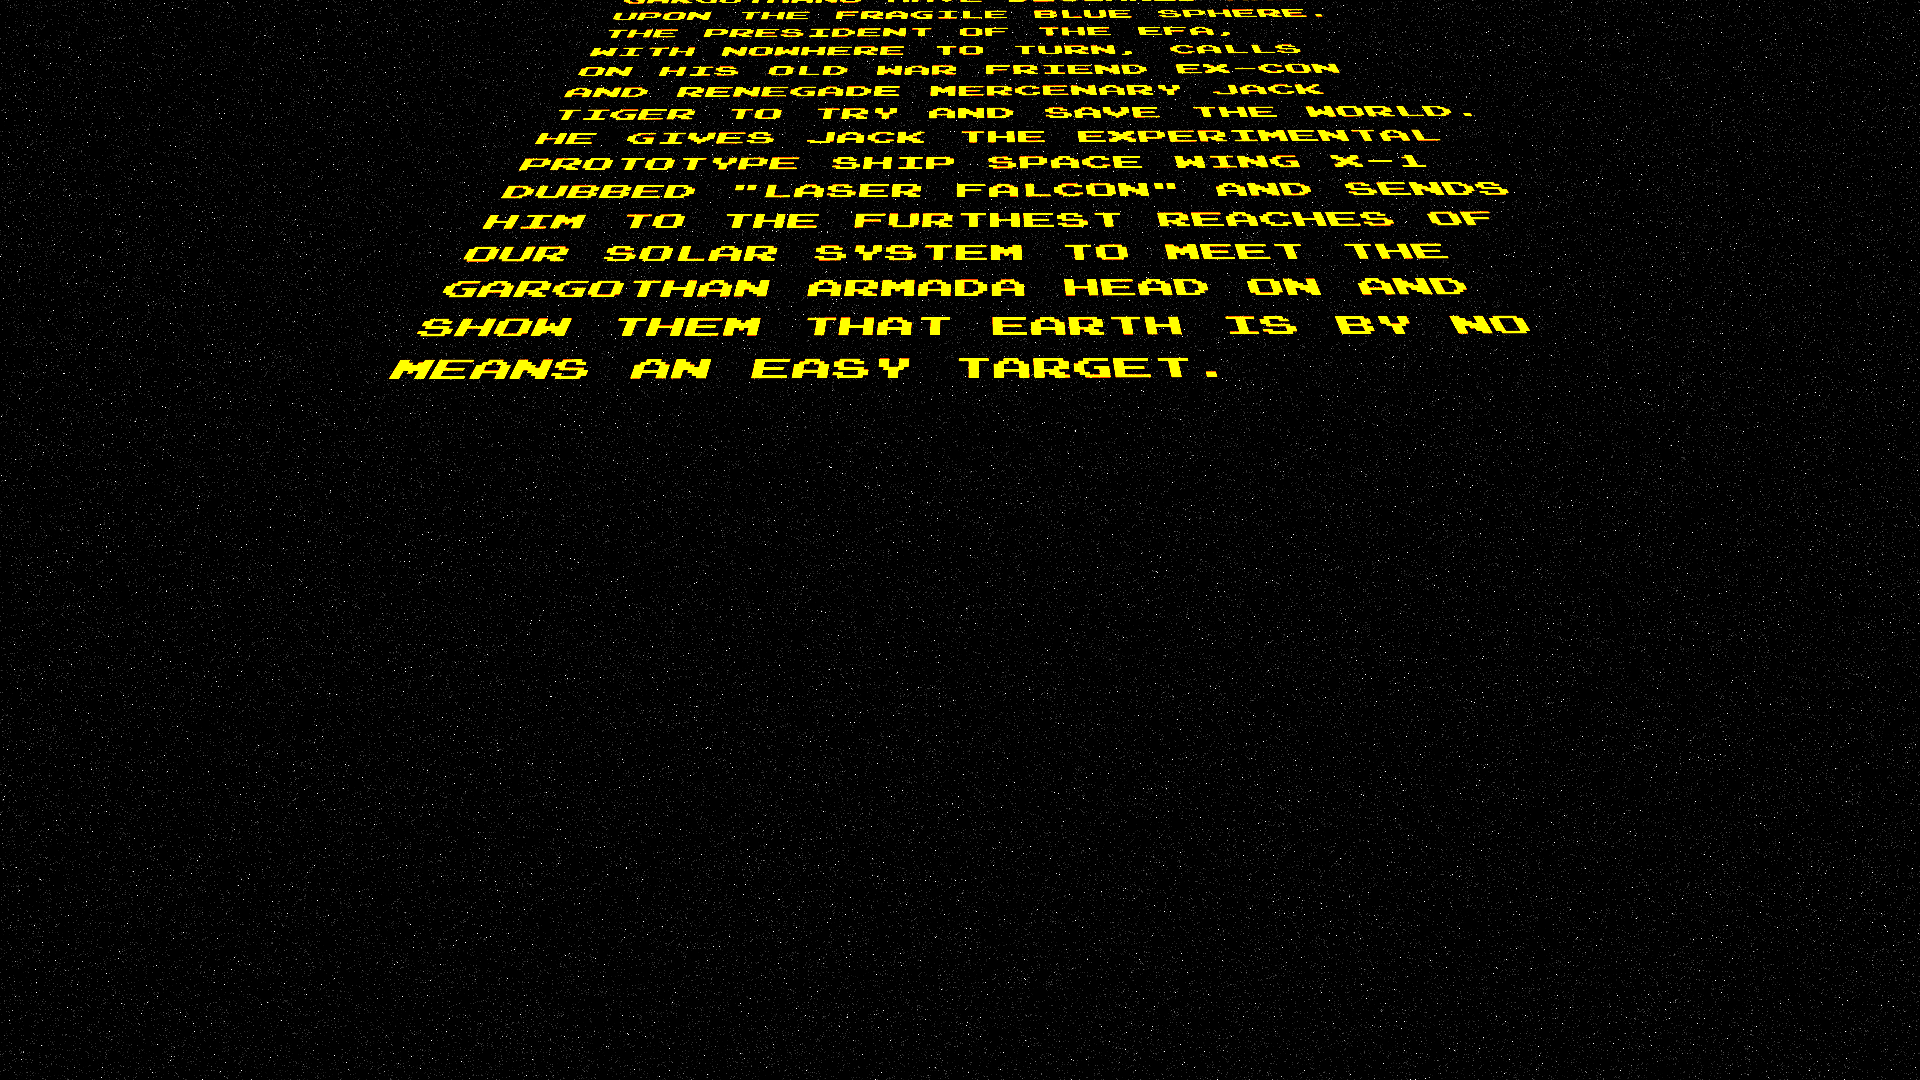 UPON THE FRAGILE BLUE SPHERE.
THE PRESIDENT OF THE EFA,
WITH NOWHERE TO TURN, CALLS
ON HIS OLD WAR FRIEND EX-CON
AND RENEGADE MERCENARY JACK
TIGER TO TRY AND SAVE THE WORLD.
HE GIVES JACK THE EXPERIMENTAL
PROTOTYPE SHIP SPACE WING X-1
DUBBED "LASER FALCON" AND SENDS
HIM TO THE FURTHEST REACHES OF
OUR SOLAR SYSTEM TO MEET THE
GARGOTHAN ARMADA HEAD ON AND
SHOW THEM THAT EARTH IS BY NO
MEANS AN EASY TARGET.